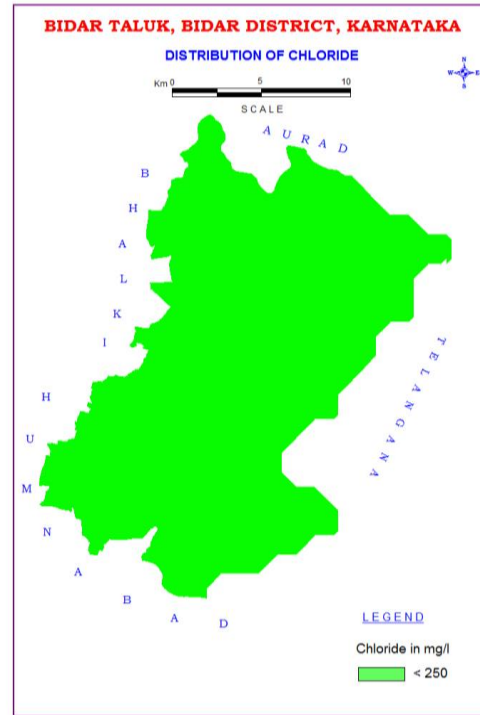 BIDAR TALUK, BIDAR DISTRICT, KARNATAKA
DISTRIBUTION OF CHLORIDE
N
W E
S
Km 0 5 10
SCALE
AURAD
BHALKI
TELANGANA
HUMNABAD
LEGEND
Chloride in mg/l
< 250